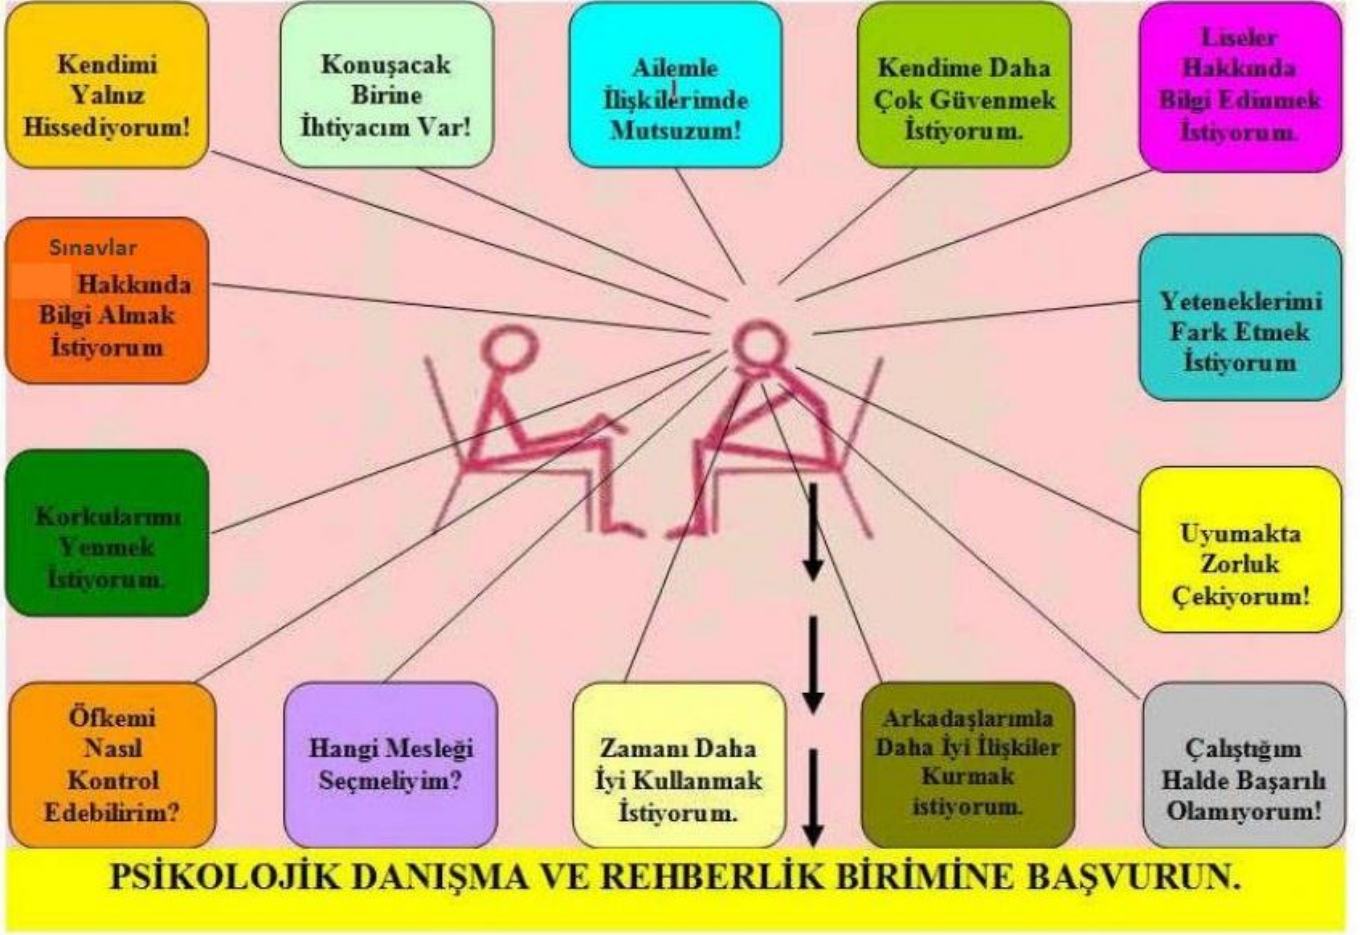 Kendimi
Yalnız
Hissediyorum!
Konuşacak
Birine
İhtiyacım Var!
Ailemle
İlişkilerimde
Mutsuzum!
Kendime Daha
Çok Güvenmek
İstiyorum.
Liseler
Hakkında
Bilgi Edinmek
İstiyorum.
Sınavlar
Hakkında
Bilgi Almak
İstiyorum
Yeteneklerimi
Fark Etmek
İstiyorum
Korkularımı
Yenmek
İstiyorum.
Uyumakta
Zorluk
Çekiyorum!
Öfkemi
Nasıl
Kontrol
Edebilirim?
Hangi Mesleği
Seçmeliyim?
Zamanı Daha
İyi Kullanmak
İstiyorum.
Arkadaşlarımla
Daha İyi İlişkiler
Kurmak
istiyorum.
Çalıştığım
Halde Başarılı
Olamıyorum!
PSİKOLOJİK DANIŞMA VE REHBERLİK BİRİMİNE BAŞVURUN.